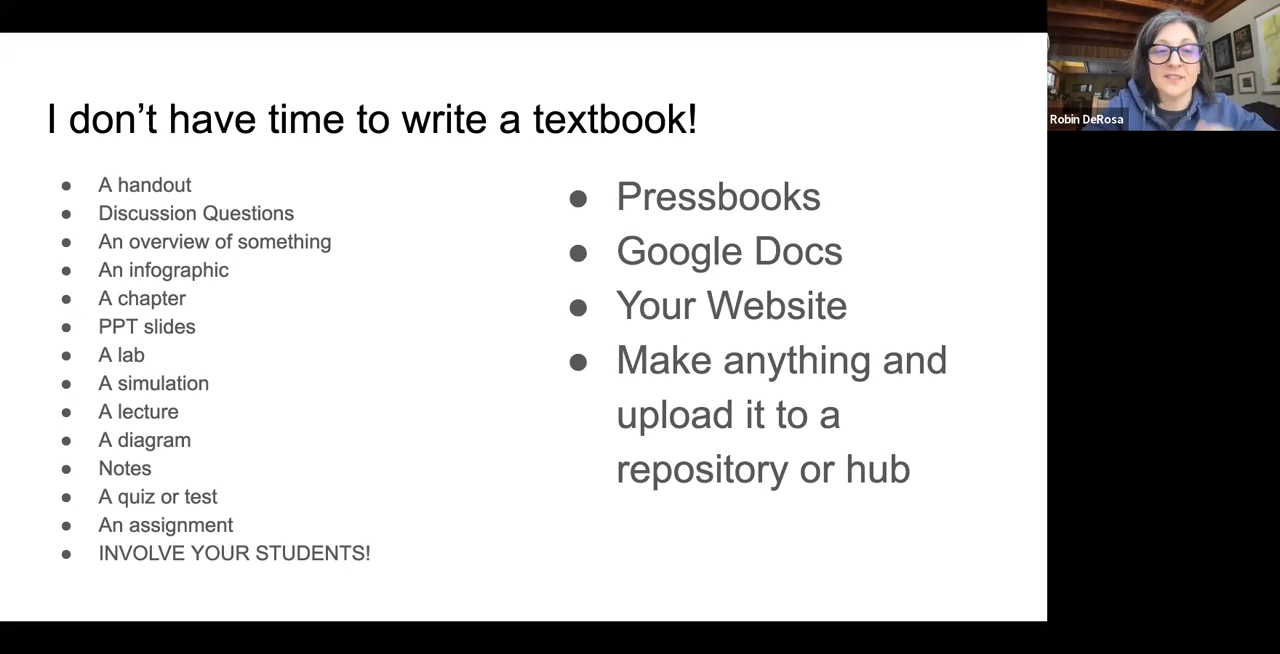 I don’t have time to write a textbook!
● A handout
● Discussion Questions
● An overview of something
● An infographic
● A chapter
● PPT slides
● A lab
● A simulation
● A lecture
● A diagram
● Notes
● A quiz or test
● An assignment
● INVOLVE YOUR STUDENTS!
● Pressbooks
● Google Docs
● Your Website
● Make anything and
upload it to a
repository or hub
Robin DeRosa